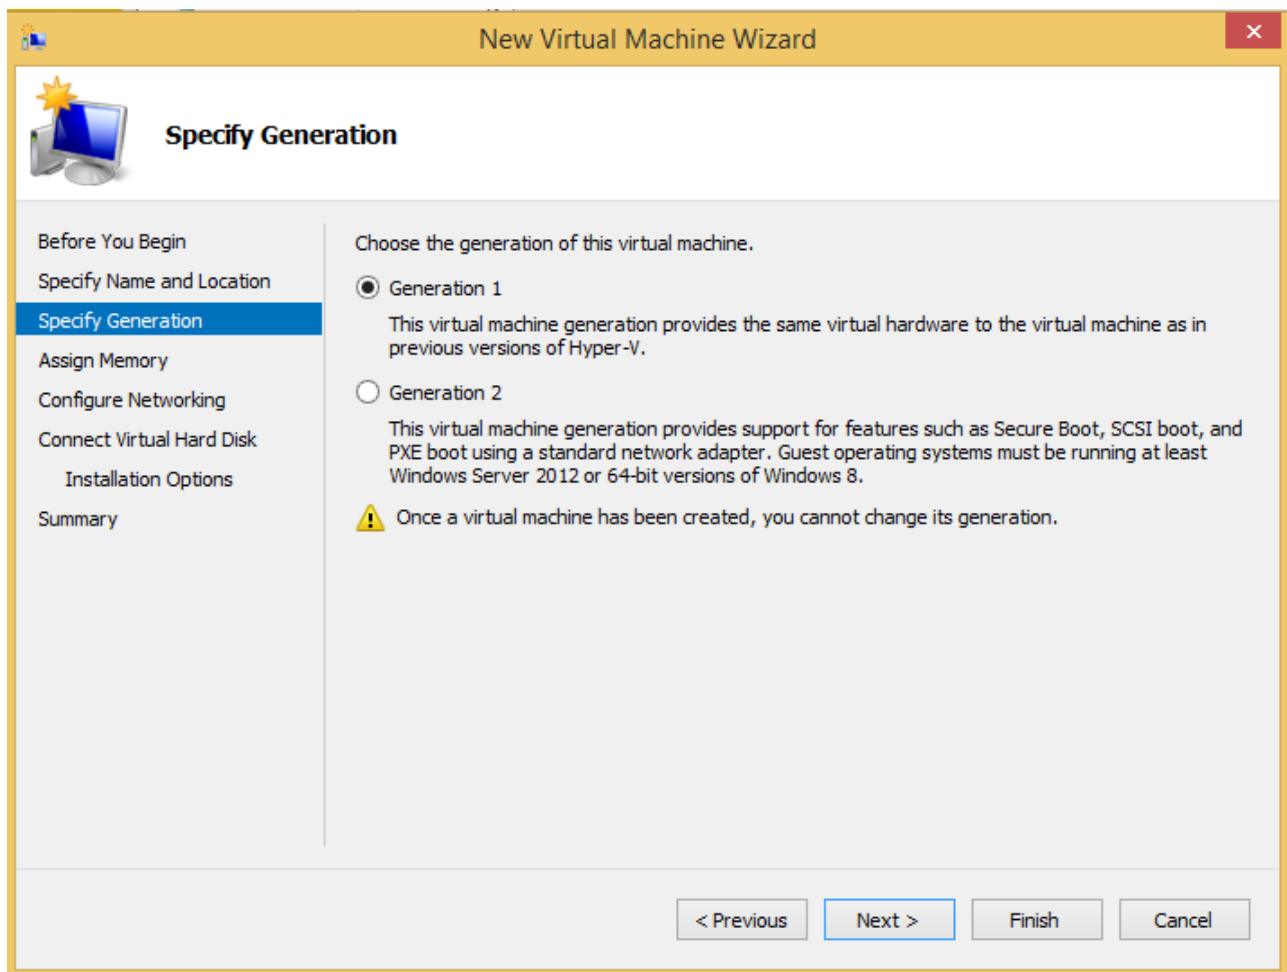 New Virtual Machine Wizard
Specify Generation
Before You Begin
Specify Name and Location
Specify Generation
Assign Memory
Configure Networking
Connect Virtual Hard Disk
Installation Options
Summary
Choose the generation of this virtual machine.
Generation 1
This virtual machine generation provides the same virtual hardware to the virtual machine as in
previous versions of Hyper-V.
Generation 2
This virtual machine generation provides support for features such as Secure Boot, SCSI boot, and
PXE boot using a standard network adapter. Guest operating systems must be running at least
Windows Server 2012 or 64-bit versions of Windows 8.
Once a virtual machine has been created, you cannot change its generation.
< Previous
Next >
Finish
Cancel